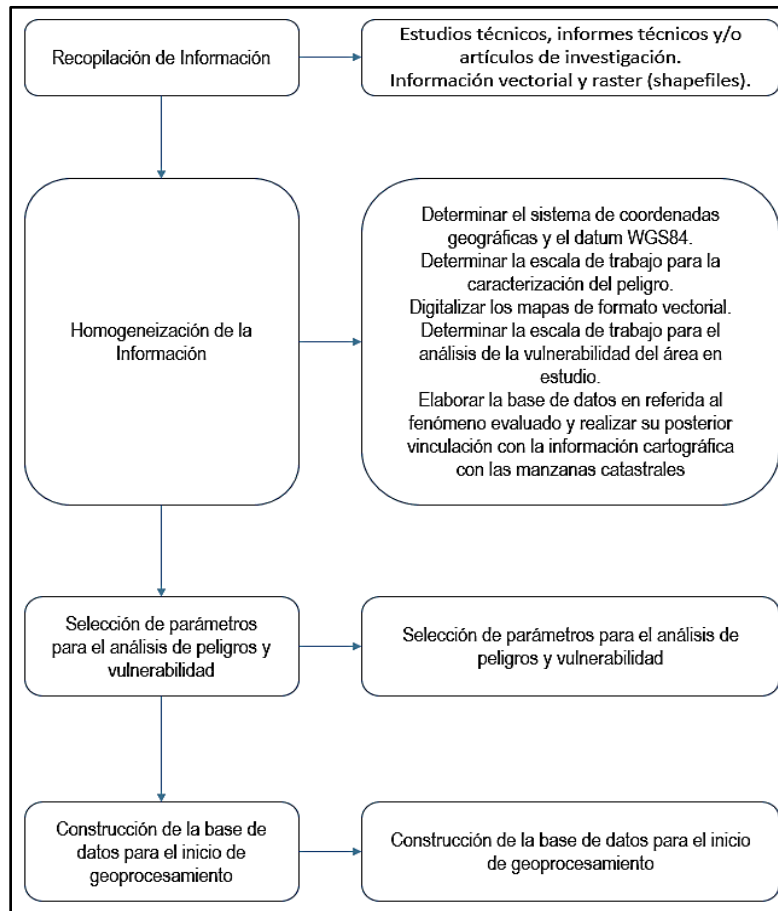 Recopilación de Información
Estudios técnicos, informes técnicos y/o
artículos de investigación.
Información vectorial y raster (shapefiles).
Homogeneización de la
Información
Determinar el sistema de coordenadas
geográficas y el datum WGS84.
Determinar la escala de trabajo para la
caracterización del peligro.
Digitalizar los mapas de formato vectorial.
Determinar la escala de trabajo para el
análisis de la vulnerabilidad del área en
estudio.
Elaborar la base de datos en referida al
fenómeno evaluado y realizar su posterior
vinculación con la información cartográfica
con las manzanas catastrales
Selección de parámetros
para el análisis de peligros y
vulnerabilidad
Selección de parámetros para el análisis de
peligros y vulnerabilidad
Construcción de la base de
datos para el inicio de
geoprocesamiento
Construcción de la base de datos para el inicio
de geoprocesamiento